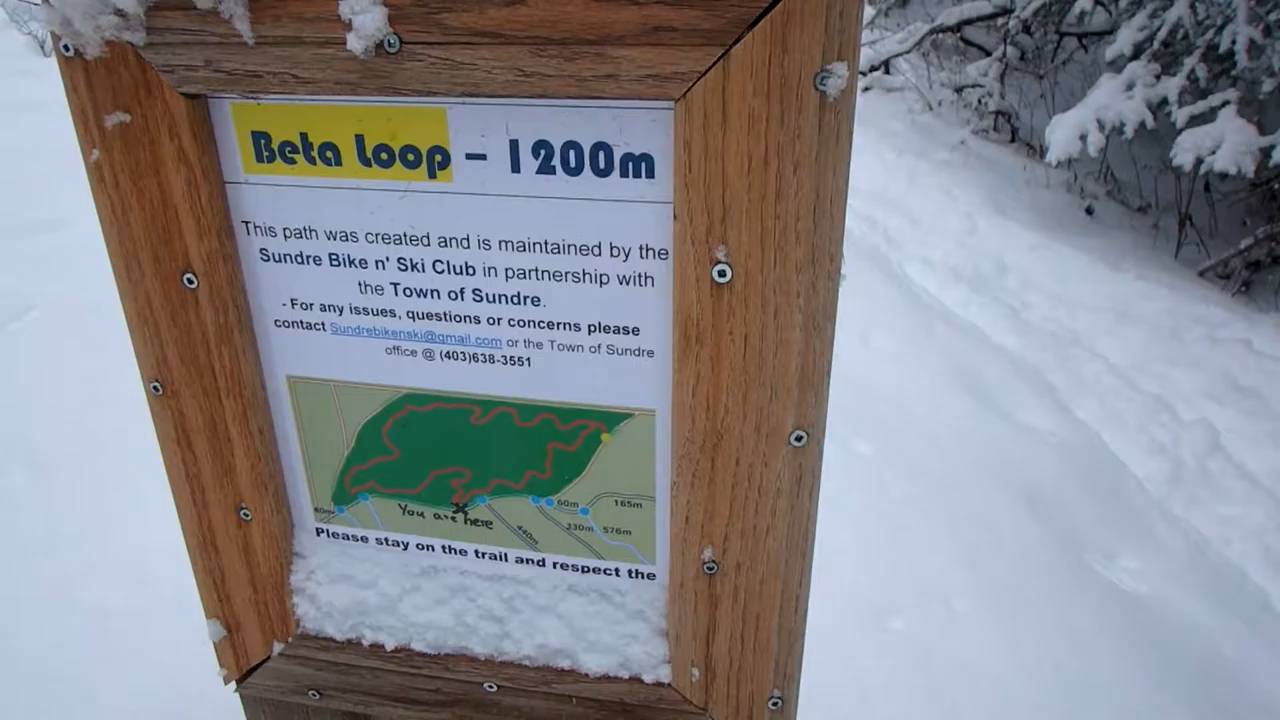 Beta Loop – 1200m
This path was created and is maintained by the
Sundre Bike n' Ski Club in partnership with
the Town of Sundre.
- For any issues, questions or concerns please
contact Sundrebikenski@gmail.com or the Town of Sundre
office @ (403)638-3551
60m
165m
You are here
440m
330m
576m
Please stay on the trail and respect the